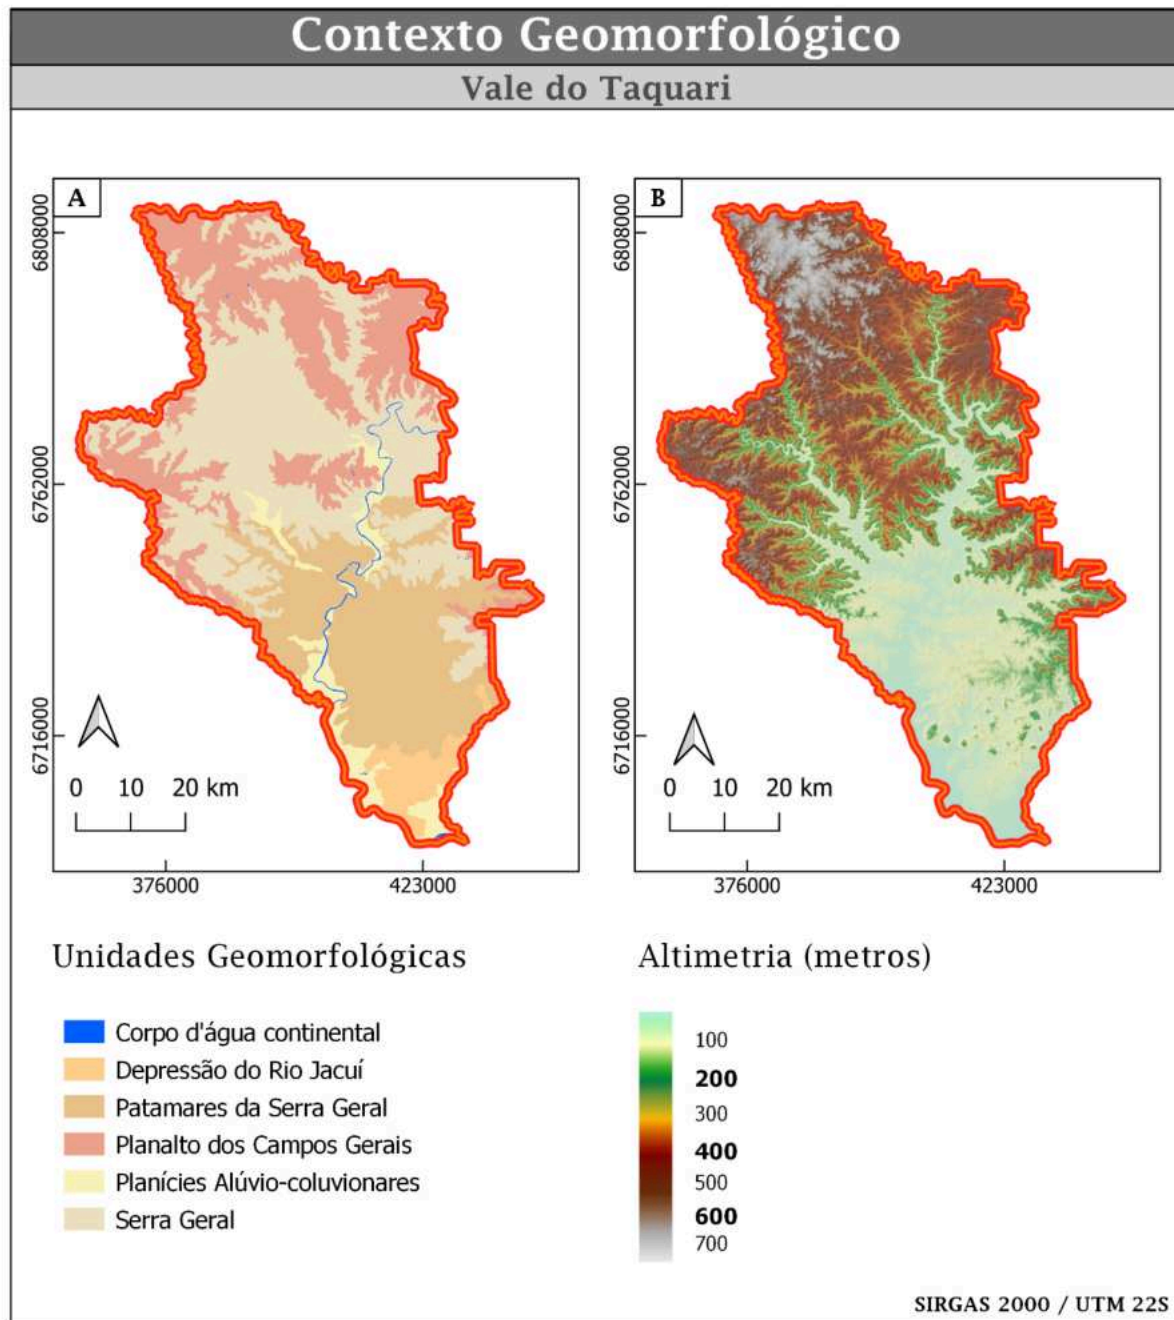 Contexto Geomorfológico
Vale do Taquari
A
6808000
6762000
6716000
0 10 20 km
376000 423000
B
6808000
6762000
6716000
0 10 20 km
376000 423000
Unidades Geomorfológicas
Corpo d'água continental
Depressão do Rio Jacuí
Patamares da Serra Geral
Planalto dos Campos Gerais
Planícies Alúvio-coluvionares
Serra Geral
Altimetria (metros)
100
200
300
400
500
600
700
SIRGAS 2000 / UTM 22S